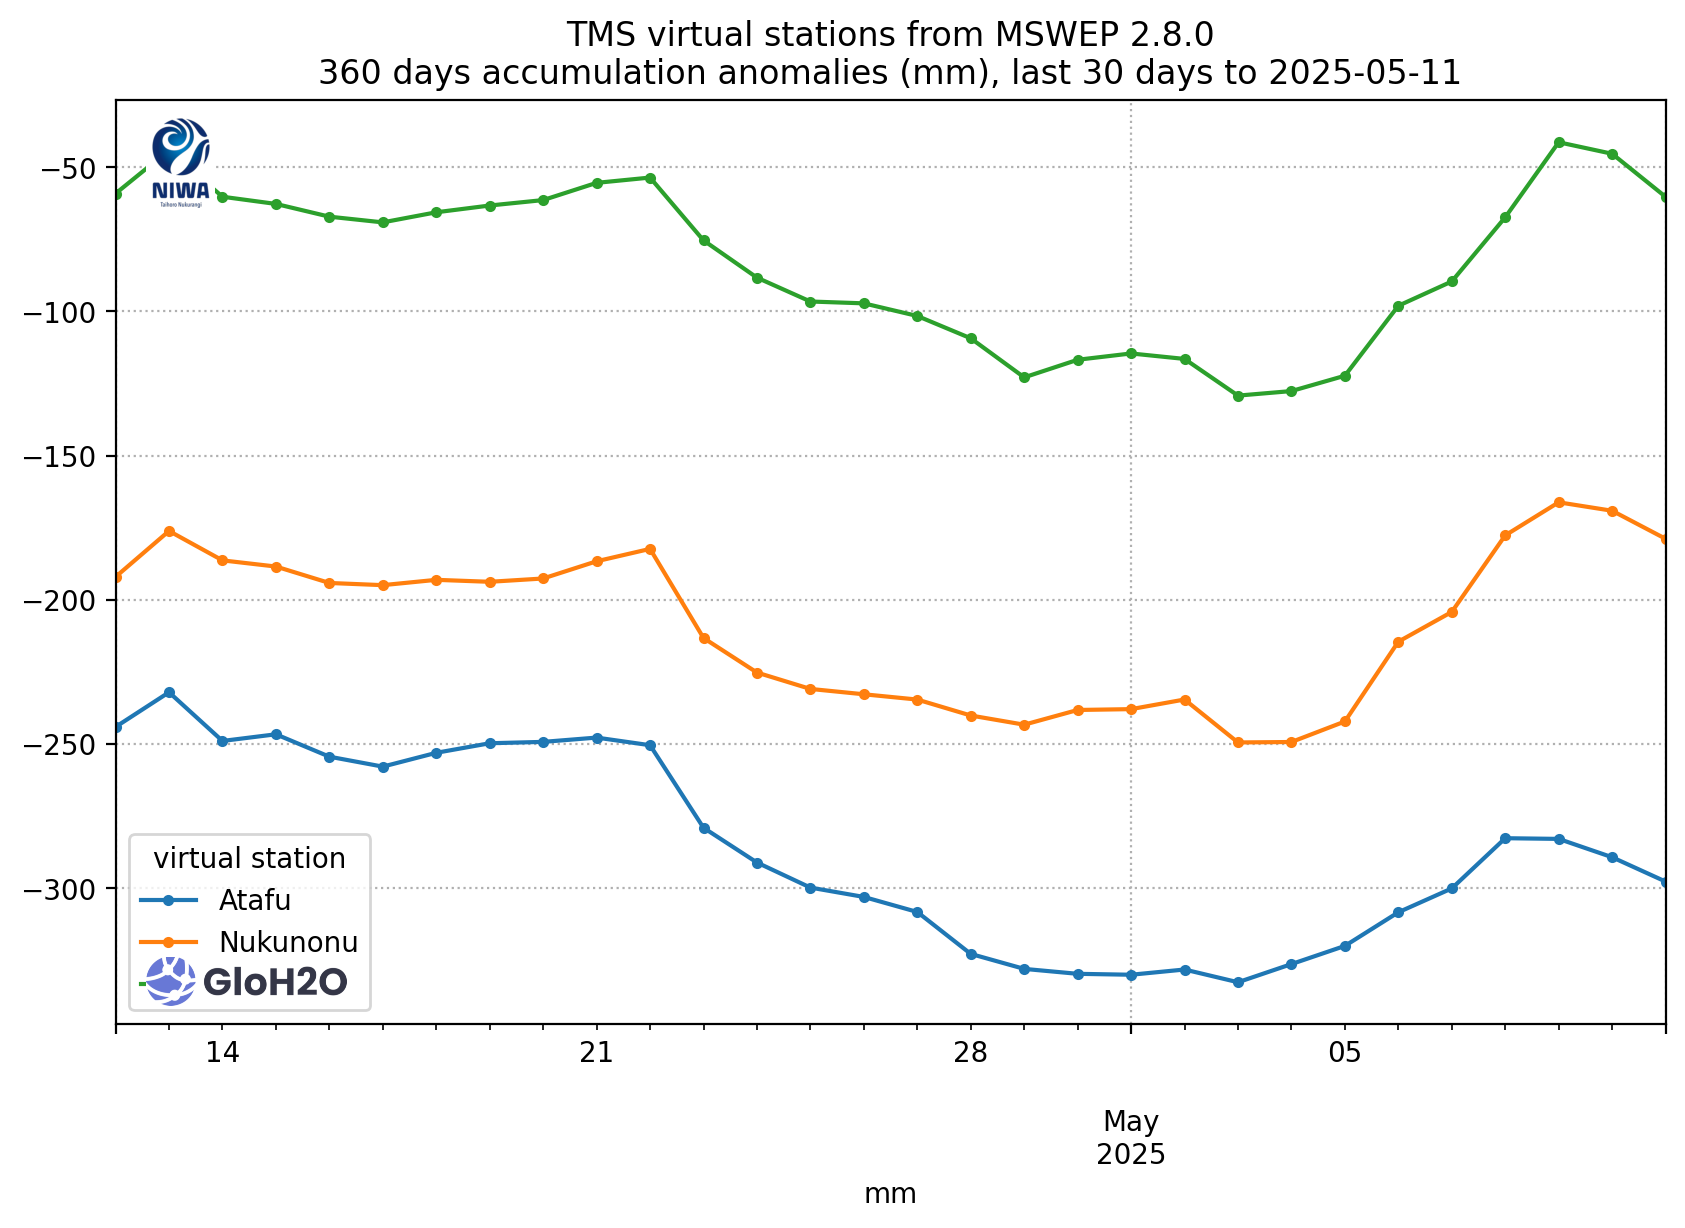 TMS virtual stations from MSWEP 2.8.0
360 days accumulation anomalies (mm), last 30 days to 2025-05-11
NIWA
Taihoro Nukurangi
−50
−100
−150
−200
−250
−300
virtual station
Atafu
Nukunonu
GloH2O
14
21
28
05
May
2025
mm